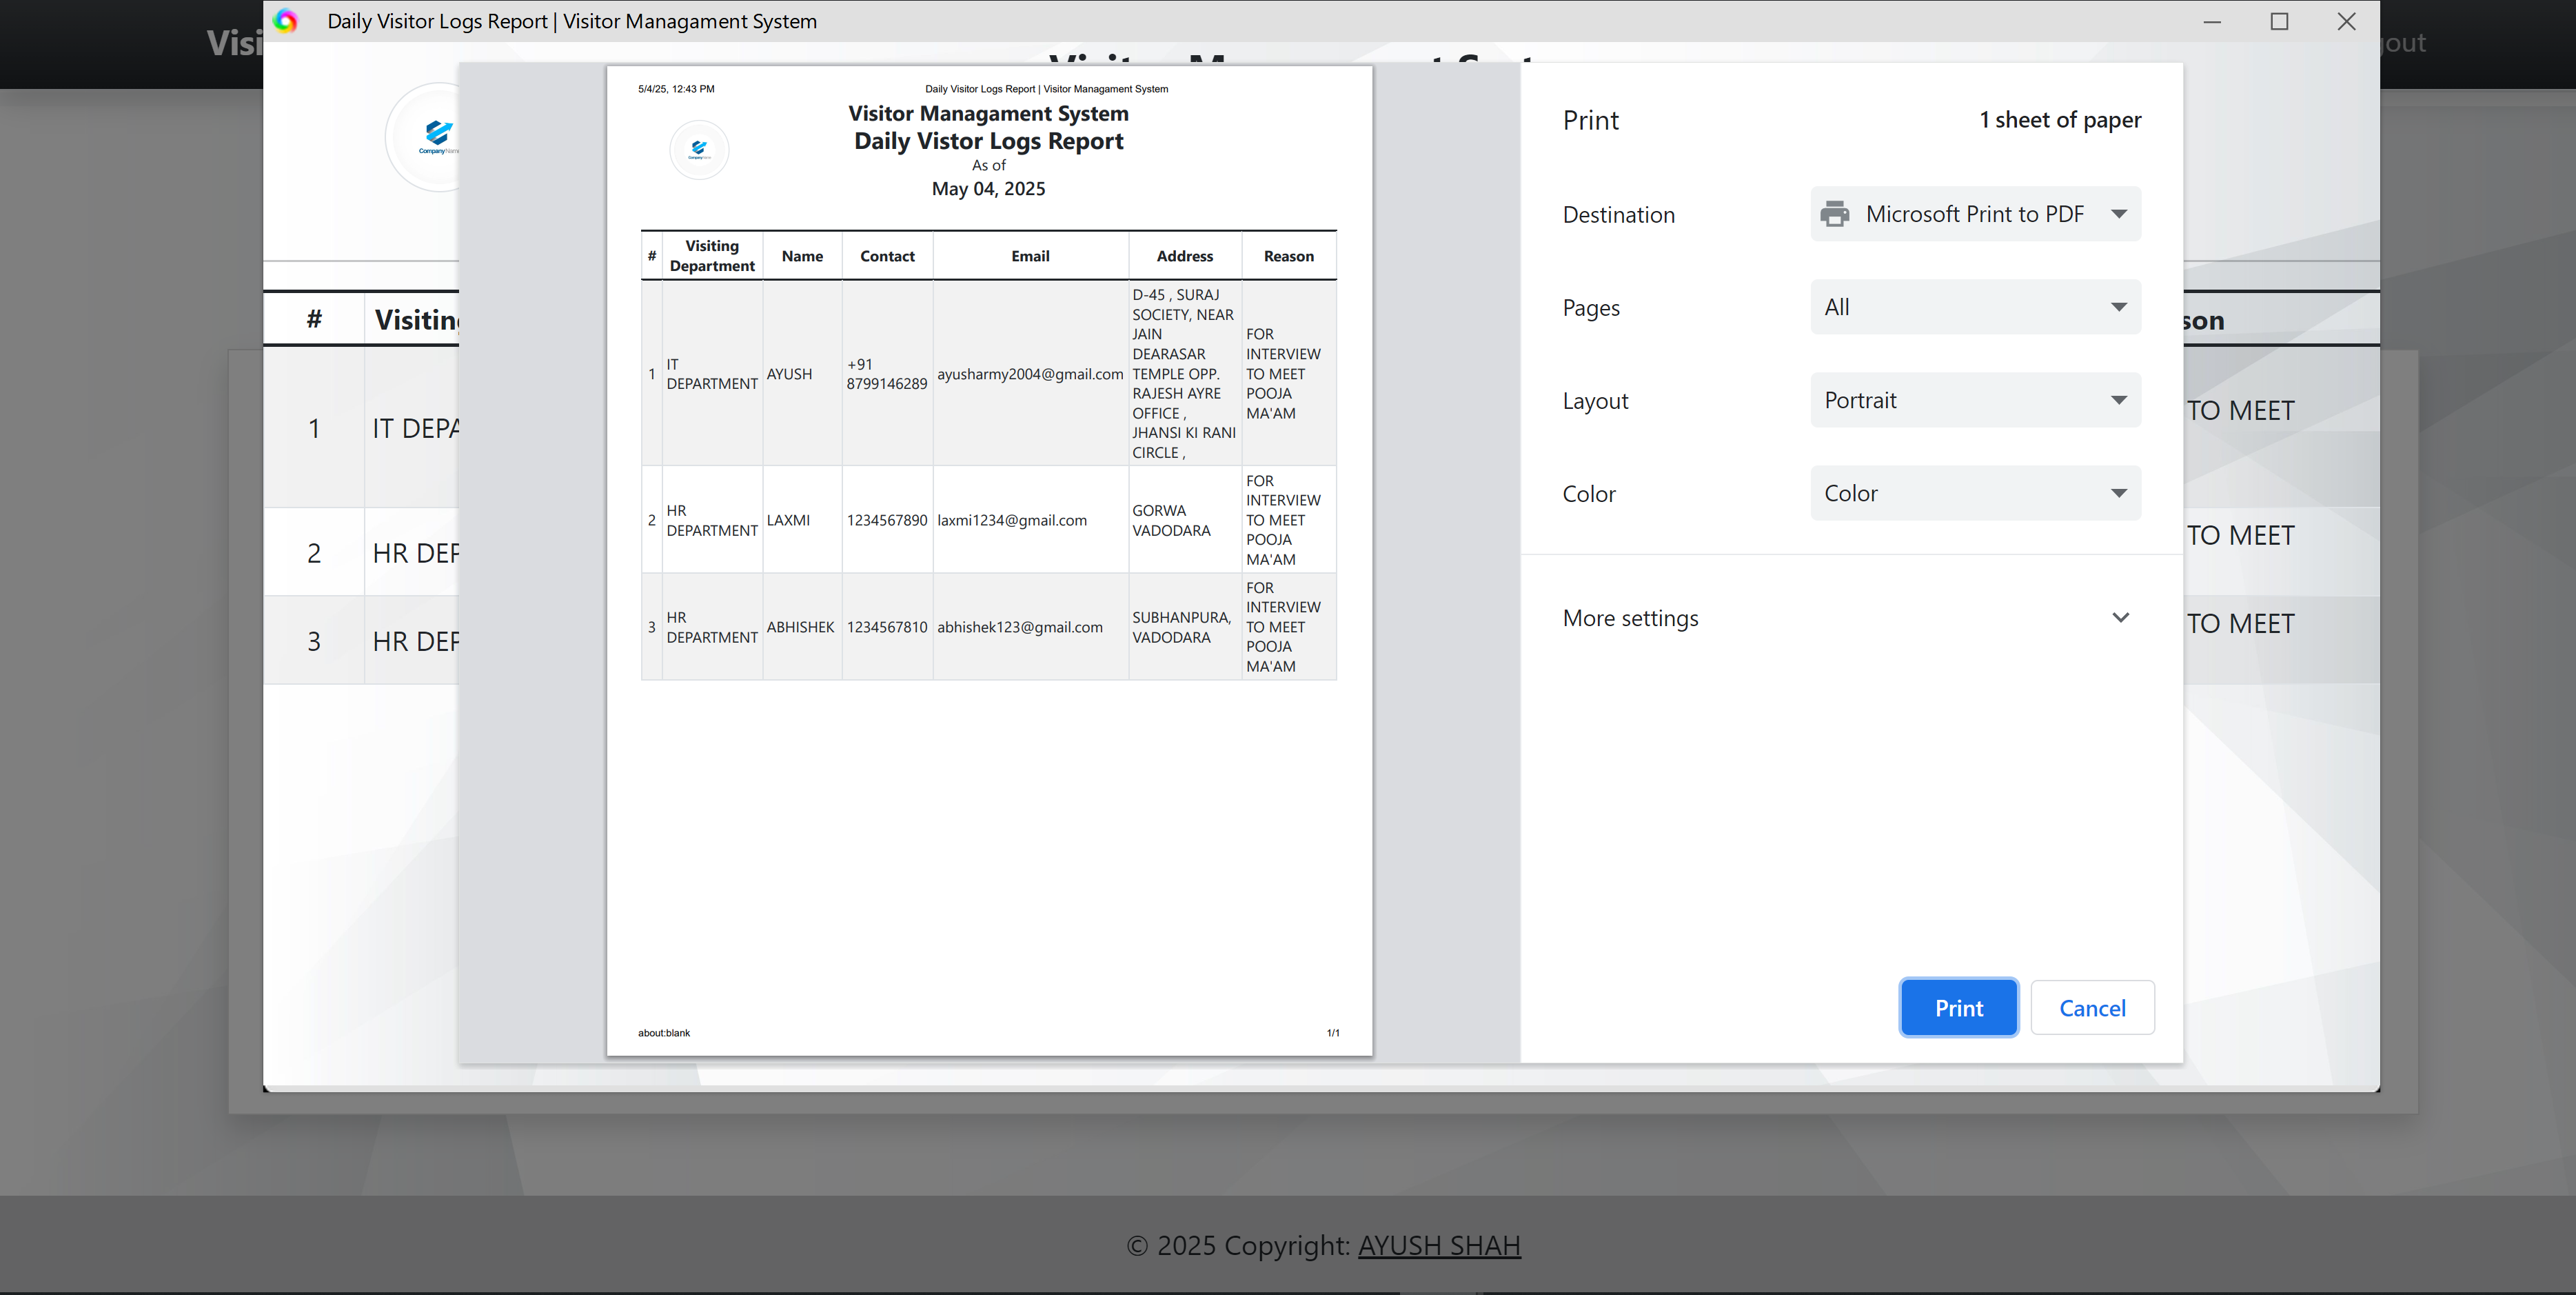 Daily Visitor Logs Report | Visitor Managament System
Visi
out
5/4/25, 12:43 PM
Daily Visitor Logs Report | Visitor Managament System
Visitor Managament System
Daily Vistor Logs Report
As of
May 04, 2025
CompanyName
#
Visiting
Department
Name
Contact
Email
Address
Reason
1
IT
DEPARTMENT
AYUSH
+91
8799146289
ayusharmy2004@gmail.com
D-45 , SURAJ
SOCIETY, NEAR
JAIN
DEARASAR
TEMPLE OPP.
RAJESH AYRE
OFFICE ,
JHANSI KI RANI
CIRCLE ,
FOR
INTERVIEW
TO MEET
POOJA
MA'AM
2
HR
DEPARTMENT
LAXMI
1234567890
laxmi1234@gmail.com
GORWA
VADODARA
FOR
INTERVIEW
TO MEET
POOJA
MA'AM
3
HR
DEPARTMENT
ABHISHEK
1234567810
abhishek123@gmail.com
SUBHANPURA,
VADODARA
FOR
INTERVIEW
TO MEET
POOJA
MA'AM
about:blank
1/1
Print
1 sheet of paper
Destination
Microsoft Print to PDF
Pages
All
Layout
Portrait
Color
Color
More settings
Print
Cancel
#
Visiting
son
1
IT DEPA
TO MEET
2
HR DEP
TO MEET
3
HR DEP
TO MEET
© 2025 Copyright: AYUSH SHAH